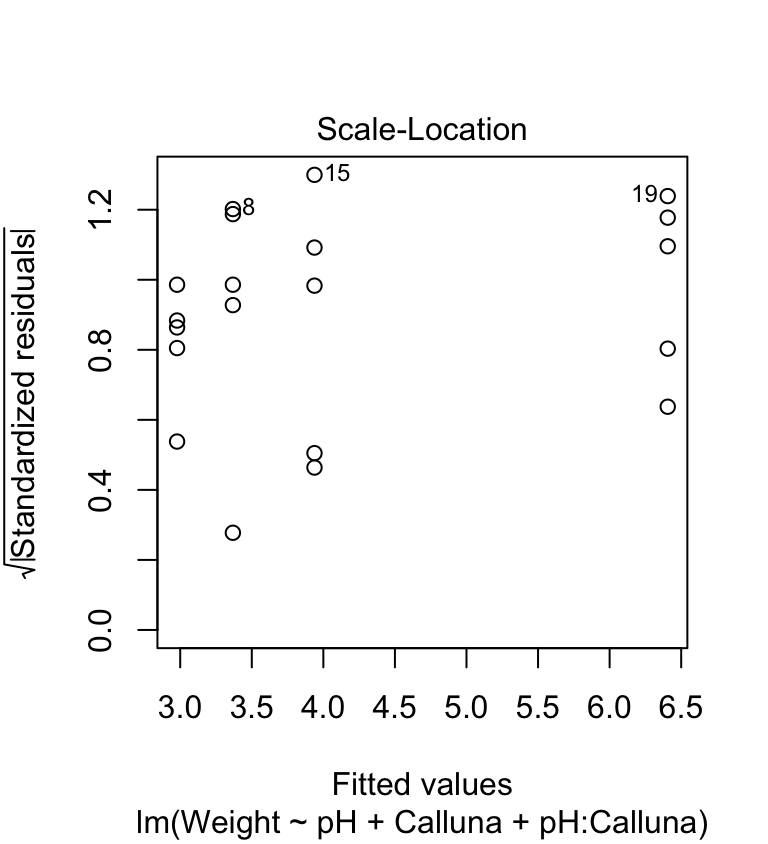 Scale-Location
√|Standardized residuals|
1.2
0.8
0.4
0.0
8
15
19
3.0 3.5 4.0 4.5 5.0 5.5 6.0 6.5
Fitted values
lm(Weight ~ pH + Calluna + pH:Calluna)